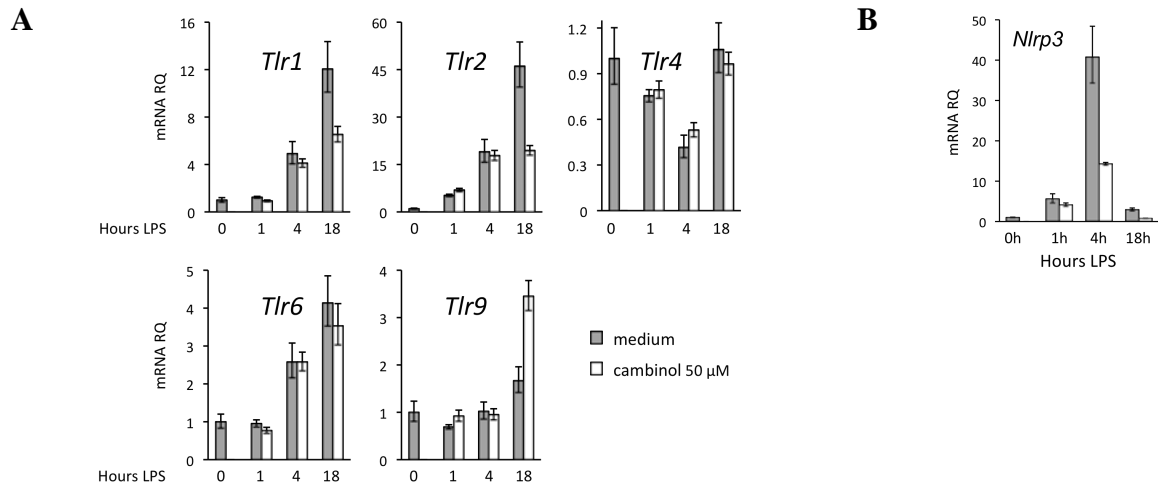 A
B
mRNA RQ
16
12
8
4
0
Tlr1
60
45
30
15
0
Tlr2
1.2
0.9
0.6
0.3
0
Tlr4
Hours LPS
0 1 4 18
0 1 4 18
0 1 4 18
mRNA RQ
50
40
30
20
10
0
Nlrp3
0h 1h 4h 18h
Hours LPS
mRNA RQ
5
4
3
2
1
0
Tlr6
4
3
2
1
0
Tlr9
medium
cambinol 50 µM
Hours LPS
0 1 4 18
0 1 4 18